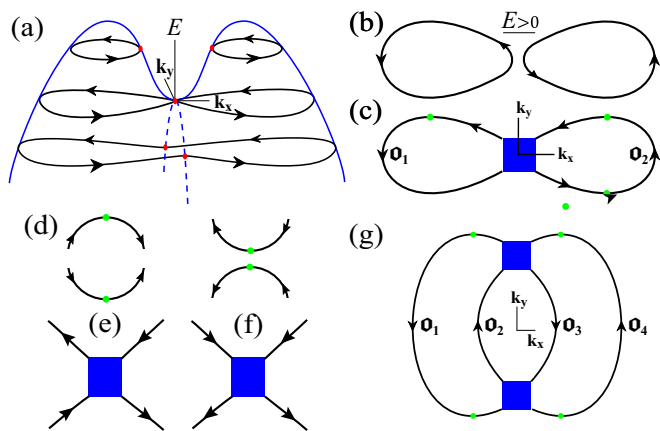 (a)
E
k_y
k_x
(b)
E>0
(c)
k_y
k_x
𝔬_1
𝔬_2
(d)
(e)
(f)
(g)
𝔬_1
𝔬_2
k_y
k_x
𝔬_3
𝔬_4